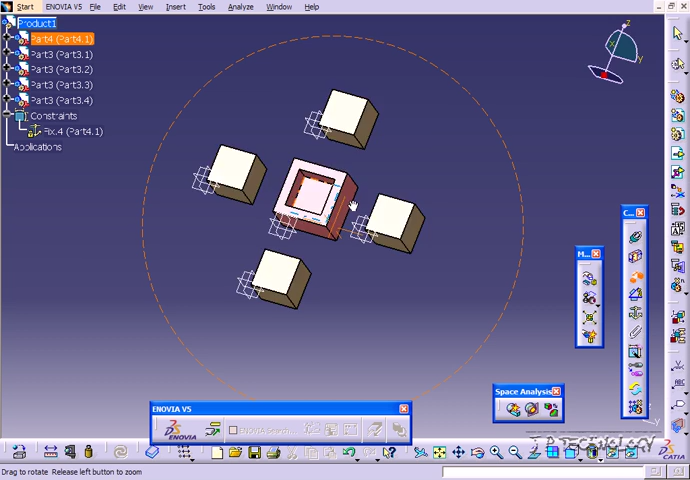 Start ENOVIA V5 File Edit View Insert Tools Analyze Window Help
Product1
Part4 (Part4.1)
Part3 (Part3.1)
Part3 (Part3.2)
Part3 (Part3.3)
Part3 (Part3.4)
Constraints
Fix.4 (Part4.1)
Applications
z
y
x
C...
M...
Space Analysis
ENOVIA V5
ENOVIA
ENOVIA Search...
CATIA
Drag to rotate Release left button to zoom